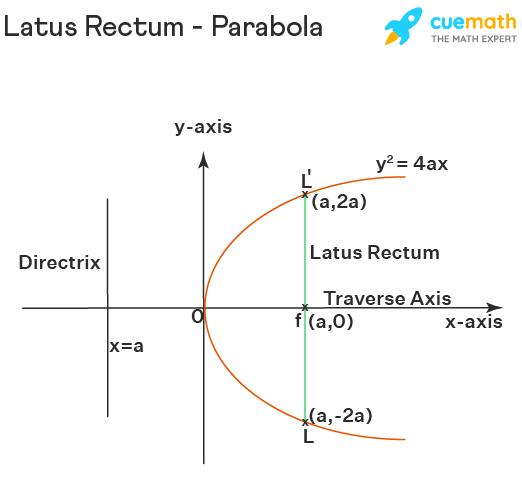 Latus Rectum - Parabola
cuemath
THE MATH EXPERT
y-axis
y² = 4ax
L'
(a,2a)
Latus Rectum
Directrix
Traverse Axis
O
f (a,0)
x-axis
x=a
(a,-2a)
L